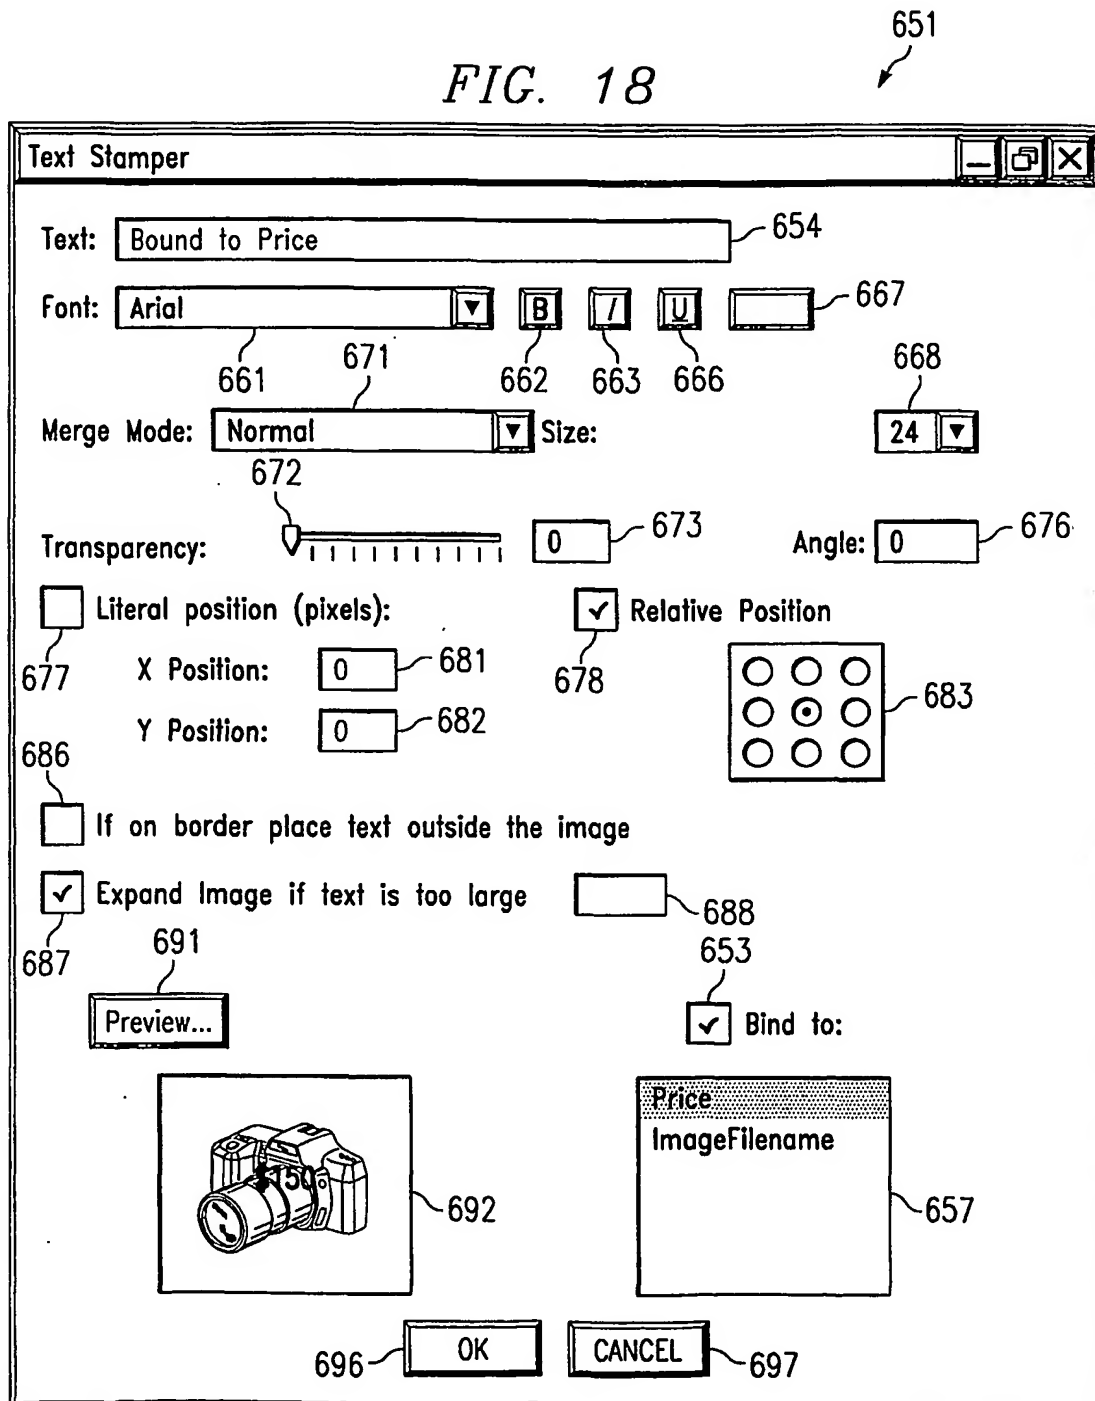 651
FIG. 18
Text Stamper
Text: Bound to Price 654
Font: Arial B I U 667
661 671 662 663 666 668
Merge Mode: Normal Size: 24
672
Transparency: 0 673 Angle: 0 676
Literal position (pixels): Relative Position
677 X Position: 0 681 678
683
Y Position: 0 682
686
If on border place text outside the image
Expand Image if text is too large 688
687 691 653
Preview... Bind to:
Price
ImageFilename
$150
692 657
696 OK CANCEL 697